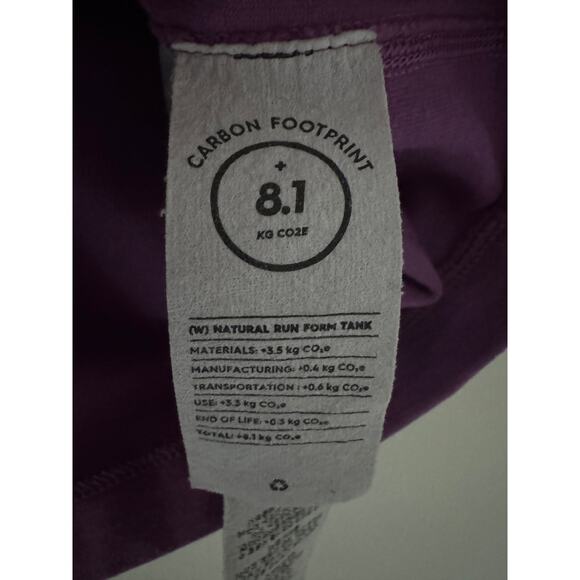 CARBON FOOTPRINT
+
8.1
KG CO2E
(W) NATURAL RUN FORM TANK
MATERIALS: +3.5 kg CO₂e
MANUFACTURING: +0.4 kg CO₂e
TRANSPORTATION: +0.6 kg CO₂e
USE: +3.3 kg CO₂e
END OF LIFE: +0.3 kg CO₂e
TOTAL: +8.1 kg CO₂e